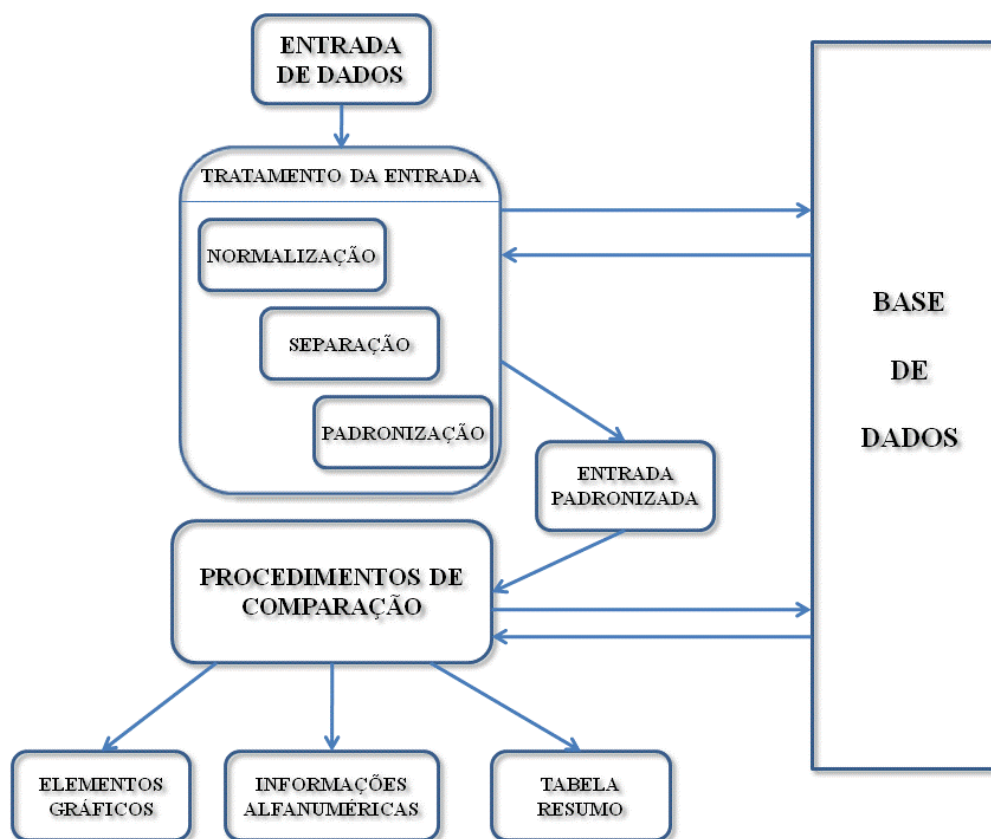 ENTRADA
DE DADOS
TRATAMENTO DA ENTRADA
NORMALIZAÇÃO
SEPARAÇÃO
PADRONIZAÇÃO
BASE
DE
DADOS
ENTRADA
PADRONIZADA
PROCEDIMENTOS DE
COMPARAÇÃO
ELEMENTOS
GRÁFICOS
INFORMAÇÕES
ALFANUMÉRICAS
TABELA
RESUMO